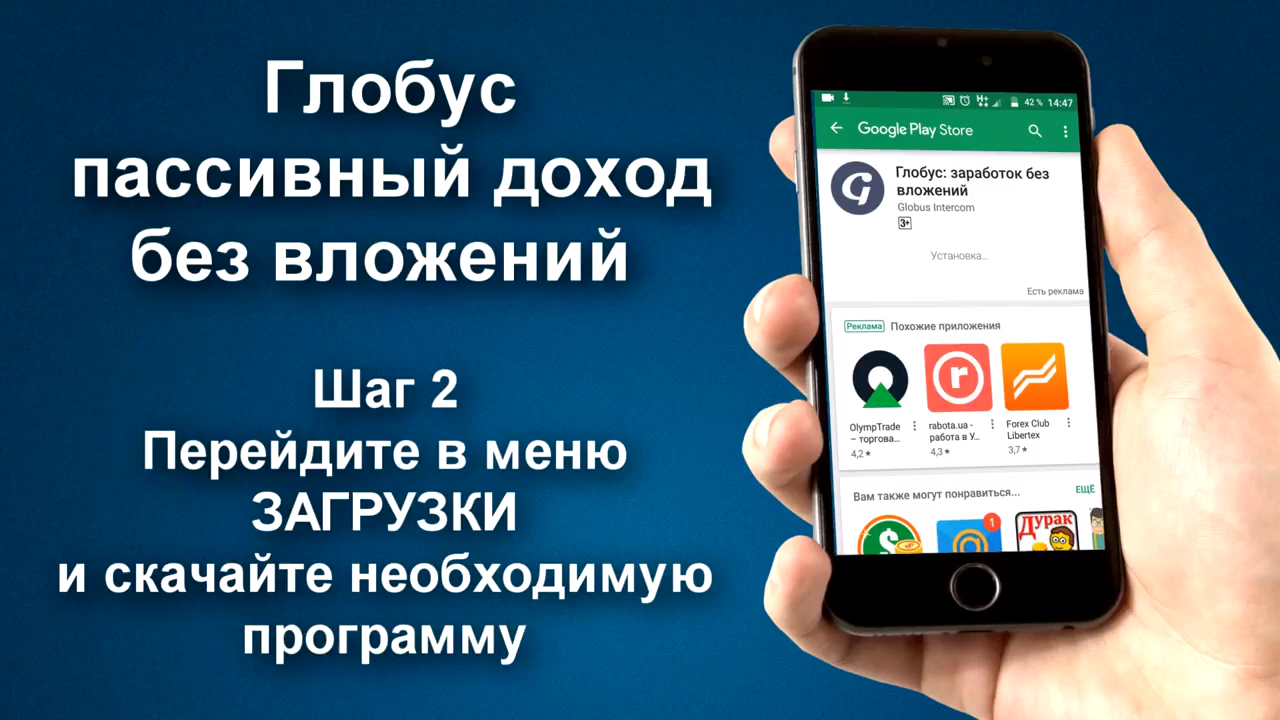 Глобус
пассивный доход
без вложений
Шаг 2
Перейдите в меню
ЗАГРУЗКИ
и скачайте необходимую
программу
42 % 14:47
Google Play Store
G
Глобус: заработок без
вложений
Globus Intercom
3+
Установка...
Есть реклама
Реклама Похожие приложения
r
OlympTrade
– торгова...
4,2★
rabota.ua -
работа в У...
4,3★
Forex Club
Libertex
3,7★
Вам также могут понравиться...
ЕЩЁ
$
1
Дурак